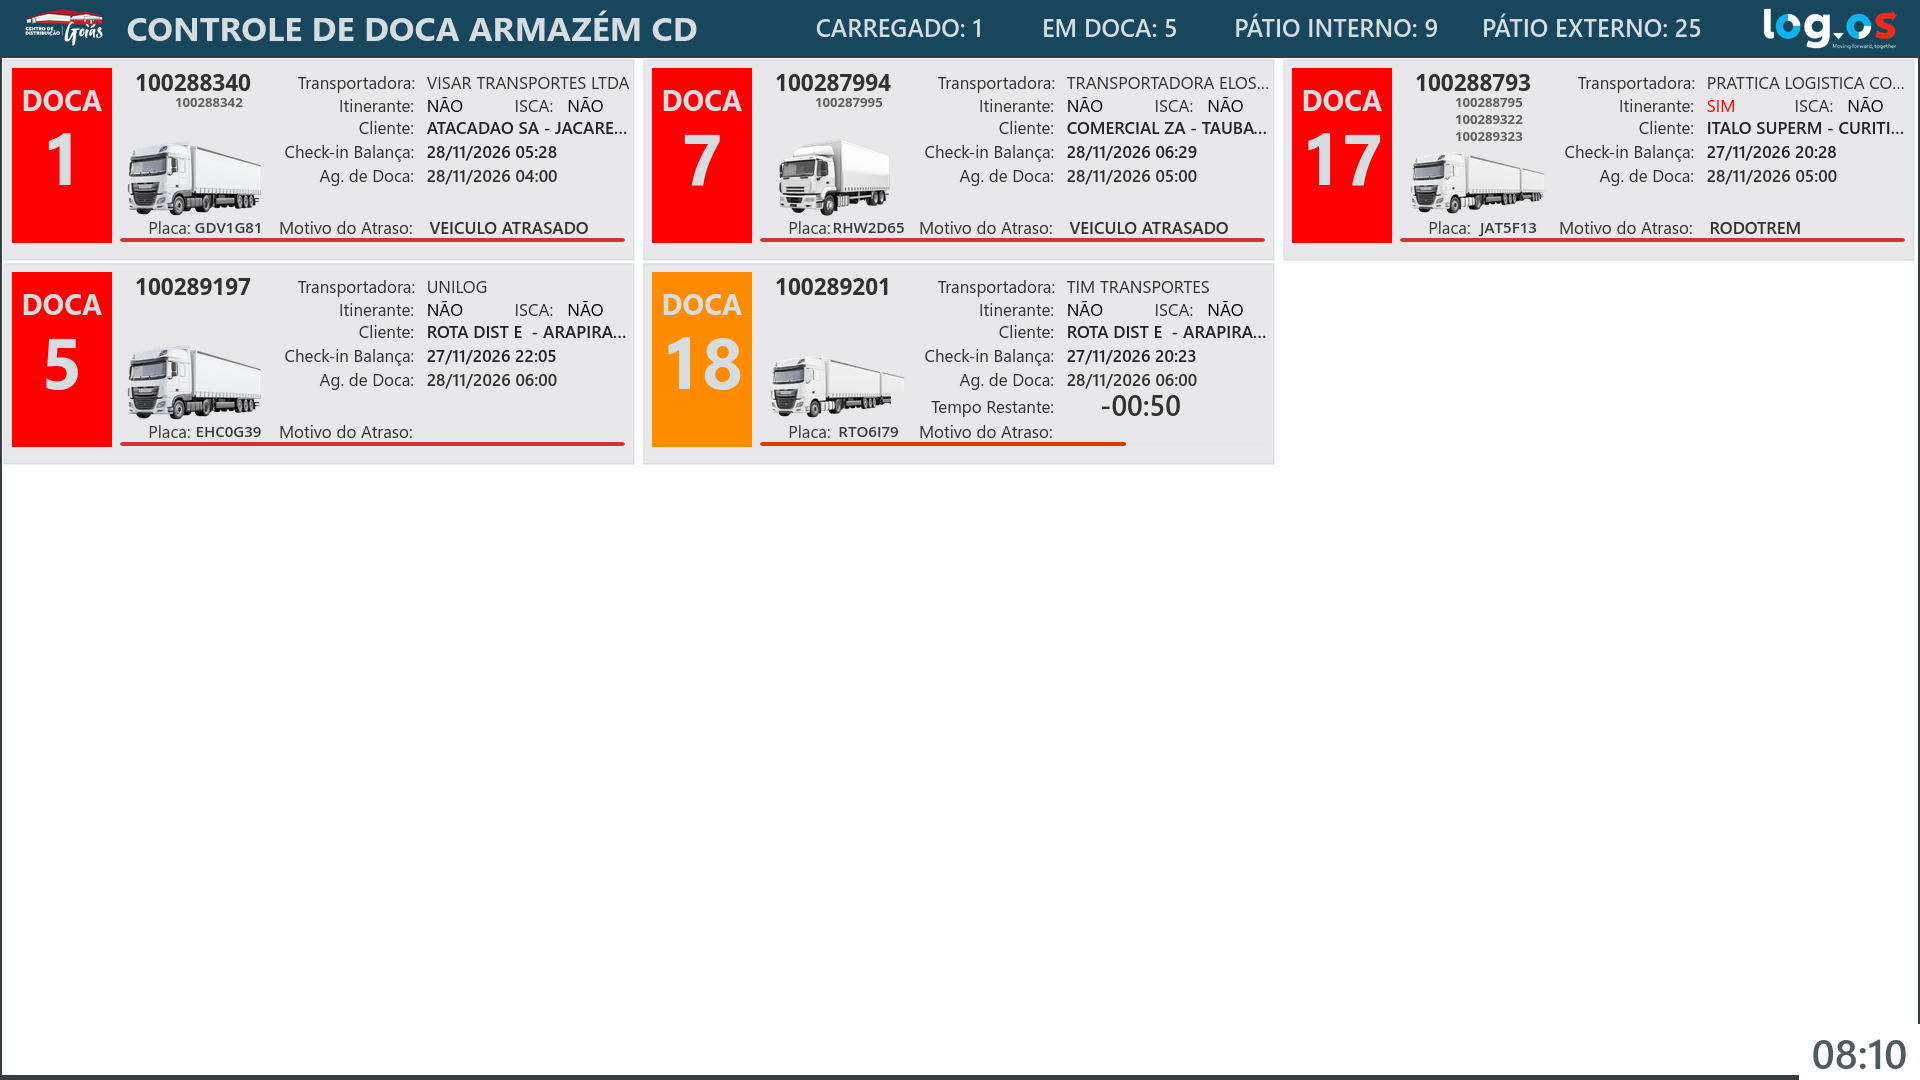 CENTRO DE DISTRIBUIÇÃO Goiás
CONTROLE DE DOCA ARMAZÉM CD
CARREGADO: 1
EM DOCA: 5
PÁTIO INTERNO: 9
PÁTIO EXTERNO: 25
log.os
Moving forward, together
DOCA
1
100288340
100288342
Transportadora: VISAR TRANSPORTES LTDA
Itinerante: NÃO ISCA: NÃO
Cliente: ATACADAO SA - JACARE...
Check-in Balança: 28/11/2026 05:28
Ag. de Doca: 28/11/2026 04:00
Placa: GDV1G81 Motivo do Atraso: VEICULO ATRASADO
DOCA
7
100287994
100287995
Transportadora: TRANSPORTADORA ELOS...
Itinerante: NÃO ISCA: NÃO
Cliente: COMERCIAL ZA - TAUBA...
Check-in Balança: 28/11/2026 06:29
Ag. de Doca: 28/11/2026 05:00
Placa: RHW2D65 Motivo do Atraso: VEICULO ATRASADO
DOCA
17
100288793
100288795
100289322
100289323
Transportadora: PRATTICA LOGISTICA CO...
Itinerante: SIM ISCA: NÃO
Cliente: ITALO SUPERM - CURITI...
Check-in Balança: 27/11/2026 20:28
Ag. de Doca: 28/11/2026 05:00
Placa: JAT5F13 Motivo do Atraso: RODOTREM
DOCA
5
100289197
Transportadora: UNILOG
Itinerante: NÃO ISCA: NÃO
Cliente: ROTA DIST E - ARAPIRA...
Check-in Balança: 27/11/2026 22:05
Ag. de Doca: 28/11/2026 06:00
Placa: EHC0G39 Motivo do Atraso:
DOCA
18
100289201
Transportadora: TIM TRANSPORTES
Itinerante: NÃO ISCA: NÃO
Cliente: ROTA DIST E - ARAPIRA...
Check-in Balança: 27/11/2026 20:23
Ag. de Doca: 28/11/2026 06:00
Tempo Restante: -00:50
Placa: RTO6I79 Motivo do Atraso:
08:10